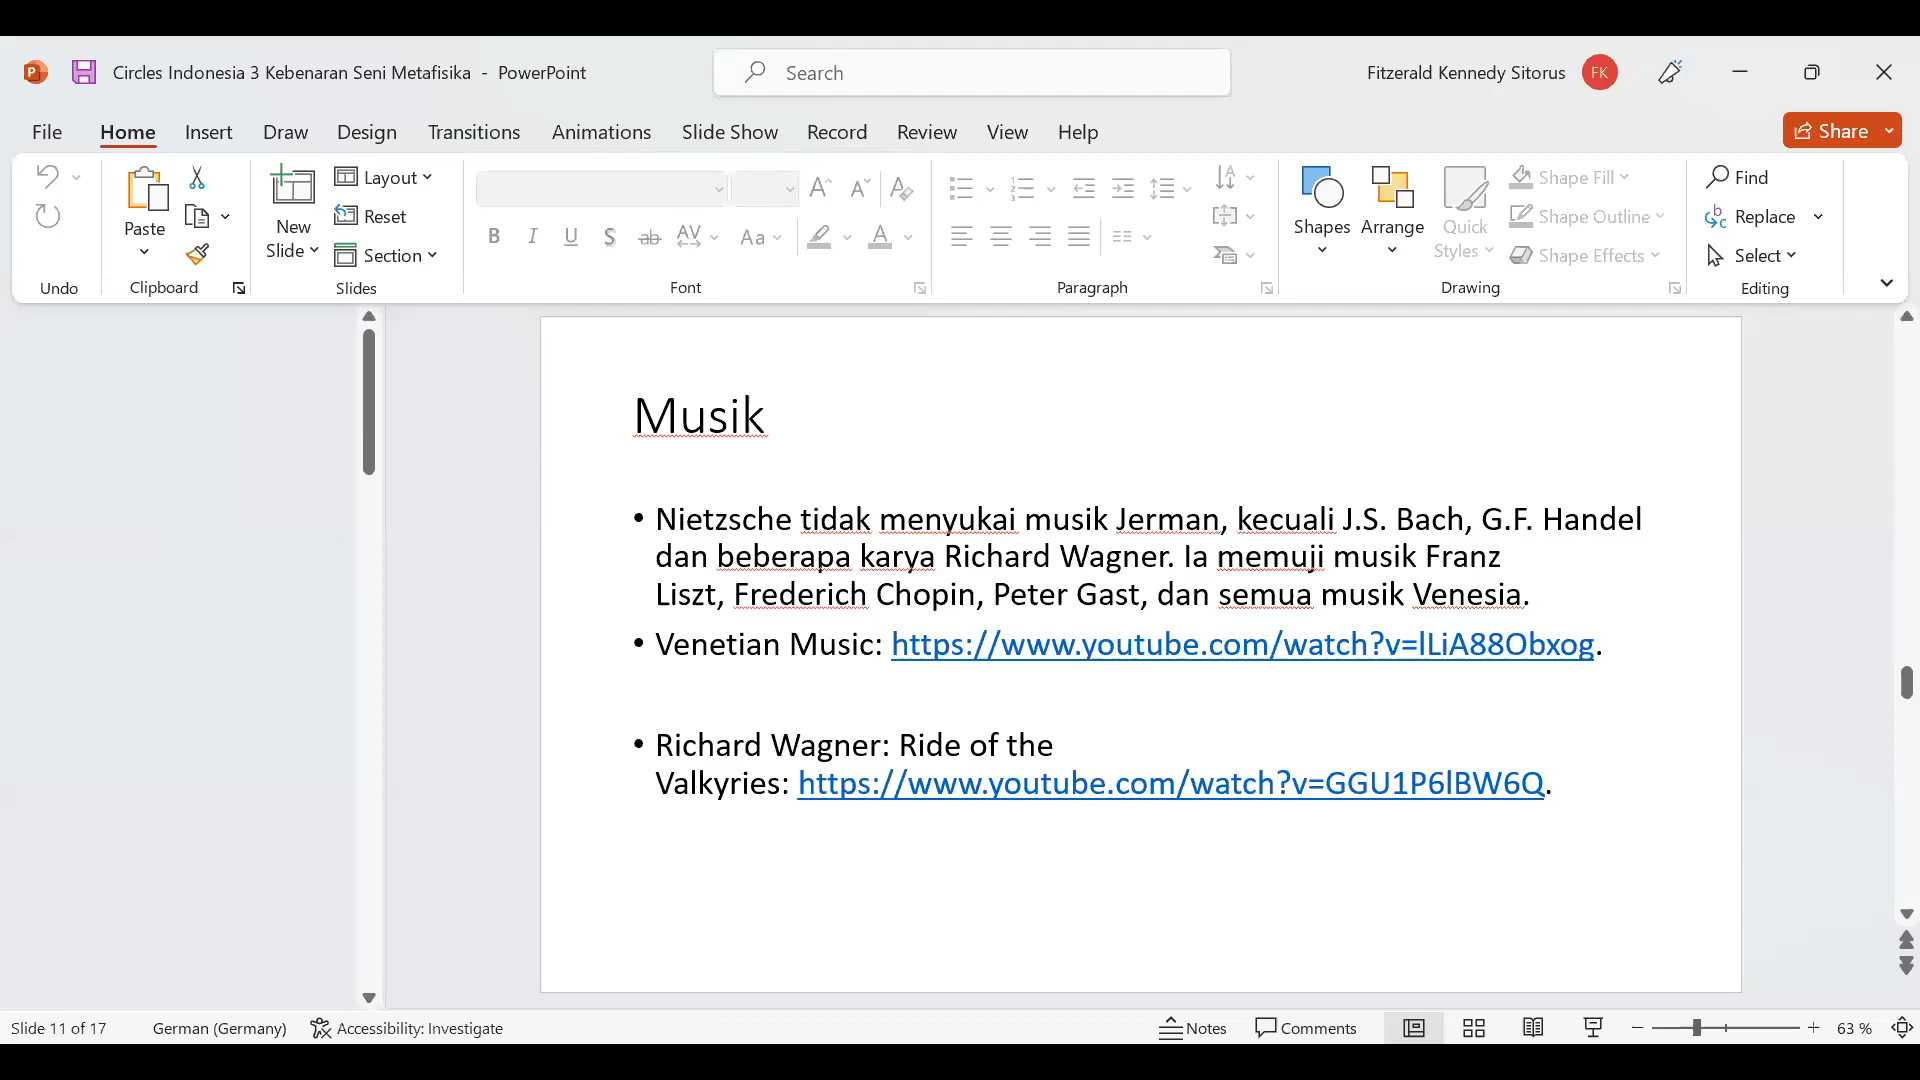 Circles Indonesia 3 Kebenaran Seni Metafisika - PowerPoint
Search
Fitzerald Kennedy Sitorus
FK
File
Home
Insert
Draw
Design
Transitions
Animations
Slide Show
Record
Review
View
Help
Share
Undo
Paste
Clipboard
New
Slide
Layout
Reset
Section
Slides
Font
Paragraph
Shapes
Arrange
Quick
Styles
Shape Fill
Shape Outline
Shape Effects
Drawing
Find
Replace
Select
Editing
Musik
• Nietzsche tidak menyukai musik Jerman, kecuali J.S. Bach, G.F. Handel
dan beberapa karya Richard Wagner. Ia memuji musik Franz
Liszt, Frederich Chopin, Peter Gast, dan semua musik Venesia.
• Venetian Music: https://www.youtube.com/watch?v=lLiA88Obxog.
• Richard Wagner: Ride of the
Valkyries: https://www.youtube.com/watch?v=GGU1P6lBW6Q.
Slide 11 of 17
German (Germany)
Accessibility: Investigate
Notes
Comments
63 %